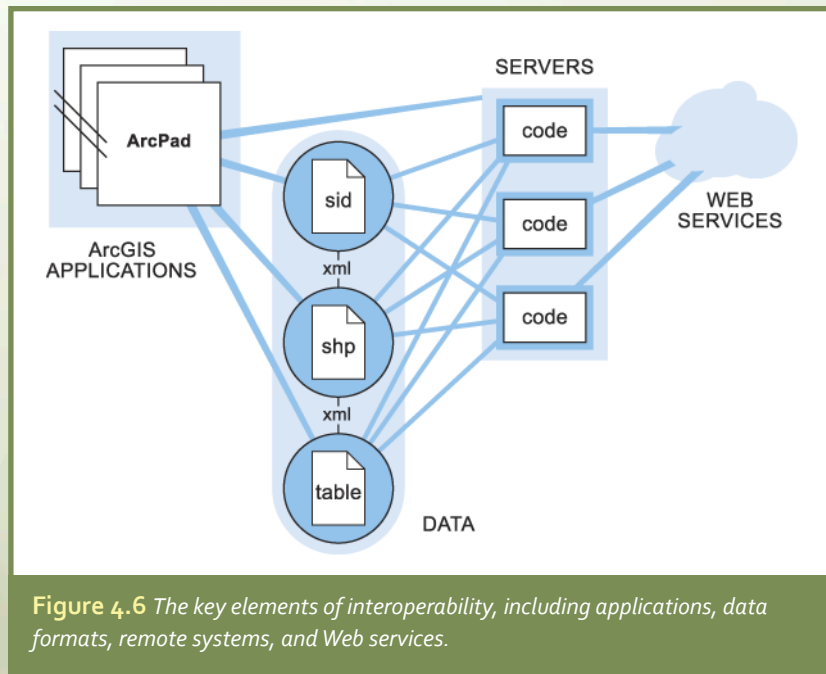 SERVERS
ArcPad
code
sid
code
WEB
SERVICES
ArcGIS
APPLICATIONS
xml
code
shp
xml
table
DATA
Figure 4.6 The key elements of interoperability, including applications, data
formats, remote systems, and Web services.